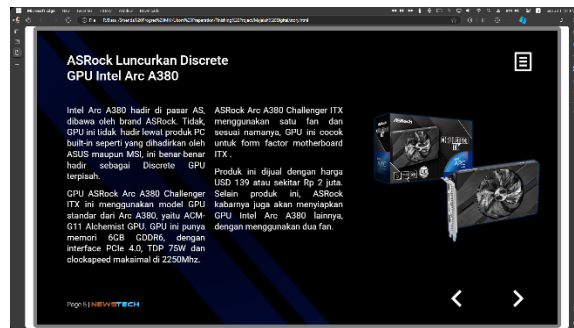 ASRock Luncurkan Discrete
GPU Intel Arc A380
Intel Arc A380 hadir di pasar AS,
dibawa oleh brand ASRock. Tidak,
GPU ini tidak hadir lewat produk PC
built-in seperti yang dihadirkan oleh
ASUS maupun MSI, ini benar-benar
hadir sebagai Discrete GPU
terpisah.
GPU ASRock Arc A380 Challenger
ITX ini menggunakan model GPU
standar dari Arc A380, yaitu ACM-
G11 Alchemist GPU. GPU ini punya
memori 6GB GDDR6, dengan
interface PCIe 4.0, TDP 75W dan
clockspeed maksimal di 2250Mhz.
ASRock Arc A380 Challenger ITX
menggunakan satu fan dan
sesuai namanya, GPU ini cocok
untuk form factor motherboard
ITX .
Produk ini dijual dengan harga
USD 139 atau sekitar Rp 2 juta.
Selain produk ini, ASRock
kabarnya juga akan menyiapkan
GPU Intel Arc A380 lainnya,
dengan menggunakan dua fan.
ASRock
Page 5 | NEWSTECH